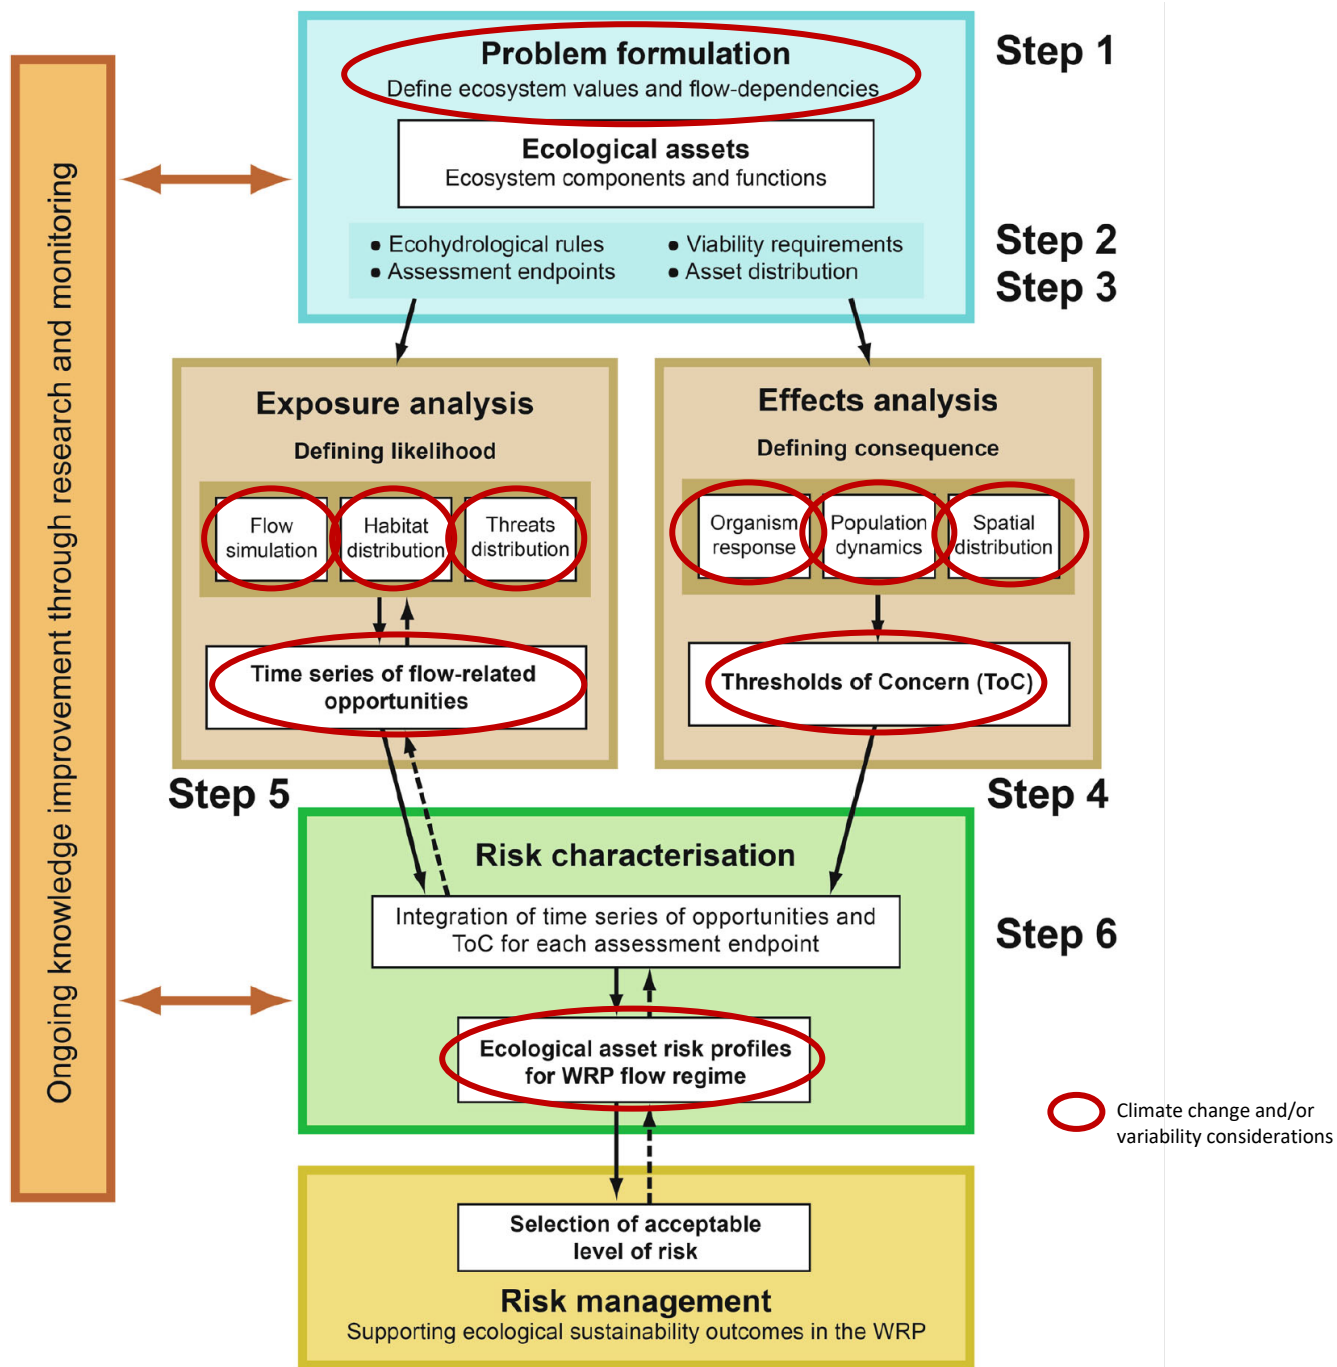 Problem formulation
Define ecosystem values and flow-dependencies
Step 1
Ecological assets
Ecosystem components and functions
• Ecohydrological rules
• Assessment endpoints
• Viability requirements
• Asset distribution
Step 2
Step 3
Ongoing knowledge improvement through research and monitoring
Exposure analysis
Defining likelihood
Flow
simulation
Habitat
distribution
Threats
distribution
Time series of flow-related
opportunities
Step 5
Effects analysis
Defining consequence
Organism
response
Population
dynamics
Spatial
distribution
Thresholds of Concern (ToC)
Step 4
Risk characterisation
Integration of time series of opportunities and
ToC for each assessment endpoint
Step 6
Ecological asset risk profiles
for WRP flow regime
Climate change and/or
variability considerations
Selection of acceptable
level of risk
Risk management
Supporting ecological sustainability outcomes in the WRP